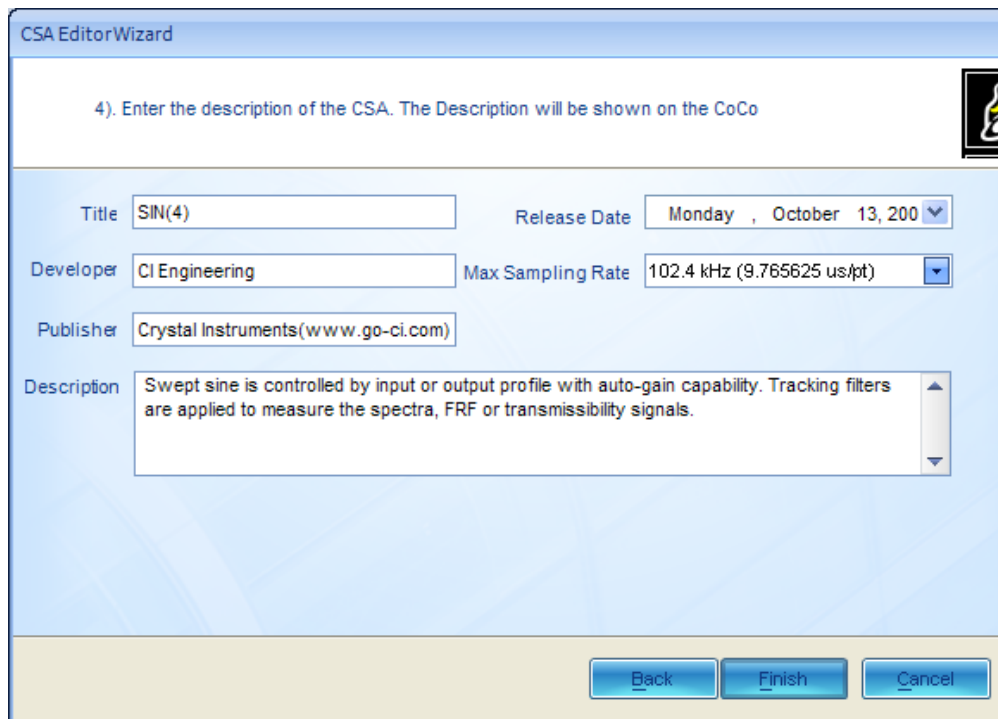 CSA Editor Wizard
4). Enter the description of the CSA. The Description will be shown on the CoCo
Title SIN(4) Release Date Monday , October 13, 200
Developer CI Engineering Max Sampling Rate 102.4 kHz (9.765625 us/pt)
Publisher Crystal Instruments(www.go-ci.com)
Description Swept sine is controlled by input or output profile with auto-gain capability. Tracking filters
are applied to measure the spectra, FRF or transmissibility signals.
Back Finish Cancel